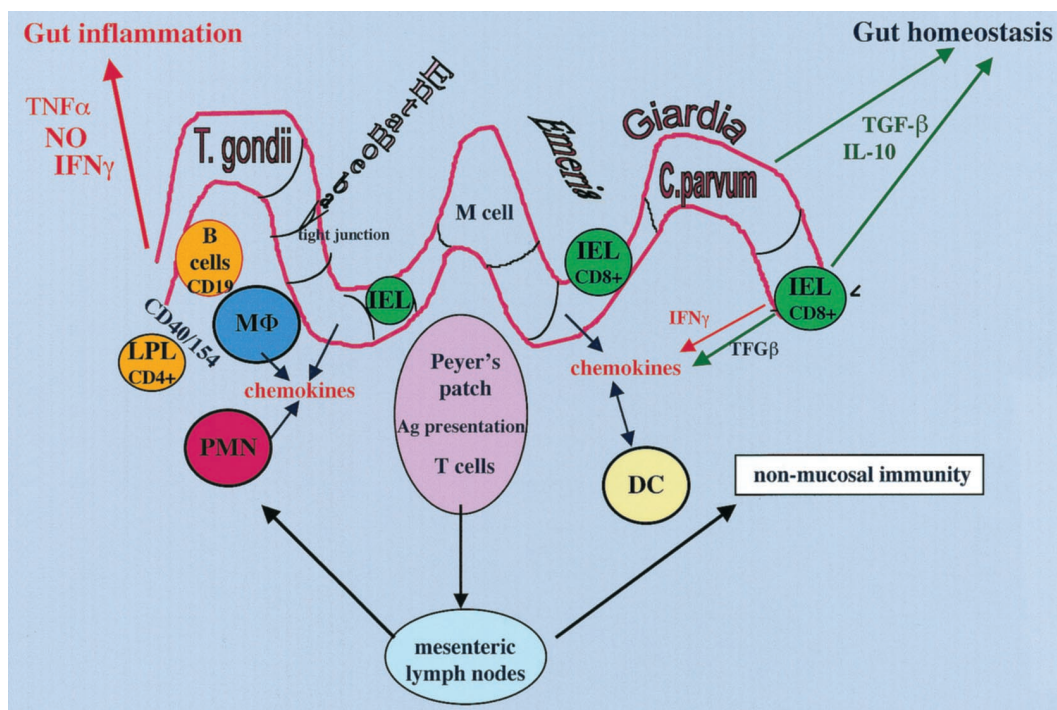 Gut inflammation
Gut homeostasis
TNFα
NO
IFNγ
T. gondii
Entameoba
Emeris
Giardia
C.parvum
TGF-β
IL-10
M cell
tight junction
B
cells
CD19
IEL
IEL
CD8+
IEL
CD8+
MΦ
CD40/154
LPL
CD4+
chemokines
PMN
Peyer's
patch
Ag presentation
T cells
IFNγ
TFGβ
chemokines
DC
non-mucosal immunity
mesenteric
lymph nodes